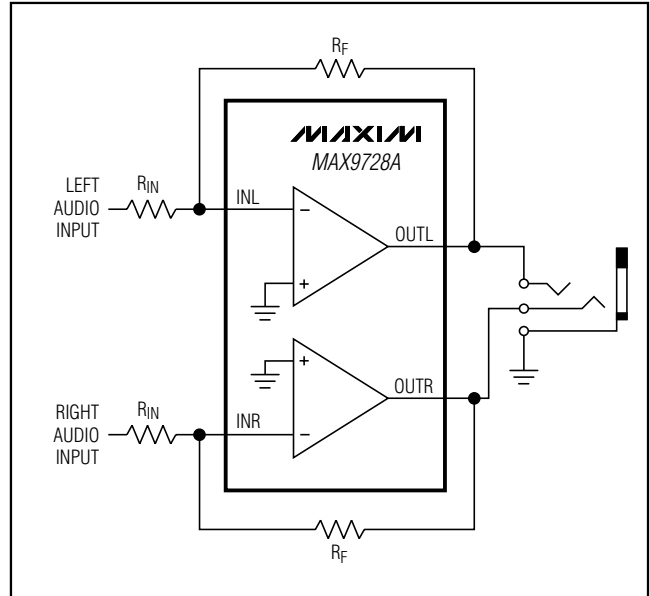 RF
MAXIM
MAX9728A
LEFT
AUDIO
INPUT
RIN
INL
−
OUTL
+
+
OUTR
RIGHT
AUDIO
INPUT
RIN
INR
−
RF